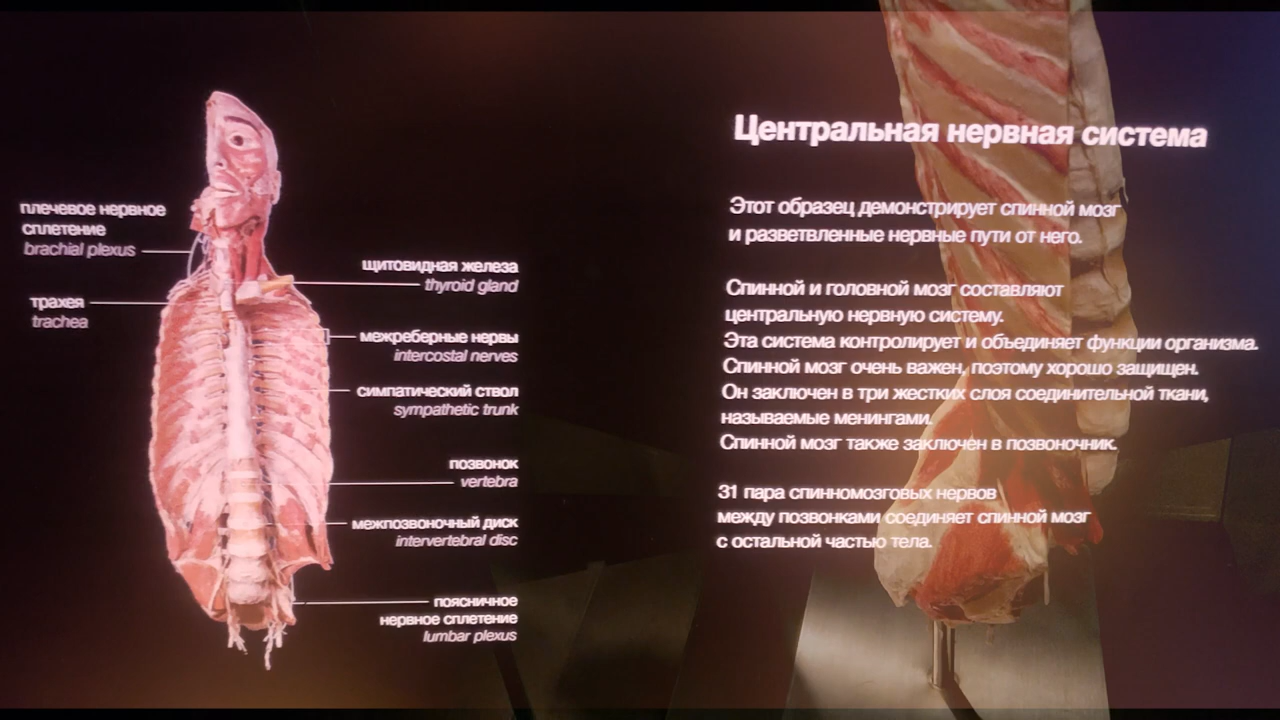 плечевое нервное
сплетение
brachial plexus
трахея
trachea
щитовидная железа
thyroid gland
межреберные нервы
intercostal nerves
симпатический ствол
sympathetic trunk
позвонок
vertebra
межпозвоночный диск
intervertebral disc
поясничное
нервное сплетение
lumbar plexus
Центральная нервная система
Этот образец демонстрирует спинной мозг
и разветвленные нервные пути от него.
Спинной и головной мозг составляют
центральную нервную систему.
Эта система контролирует и объединяет функции организма.
Спинной мозг очень важен, поэтому хорошо защищен.
Он заключен в три жестких слоя соединительной ткани,
называемые менингами.
Спинной мозг также заключен в позвоночник.
31 пара спинномозговых нервов
между позвонками соединяет спинной мозг
с остальной частью тела.